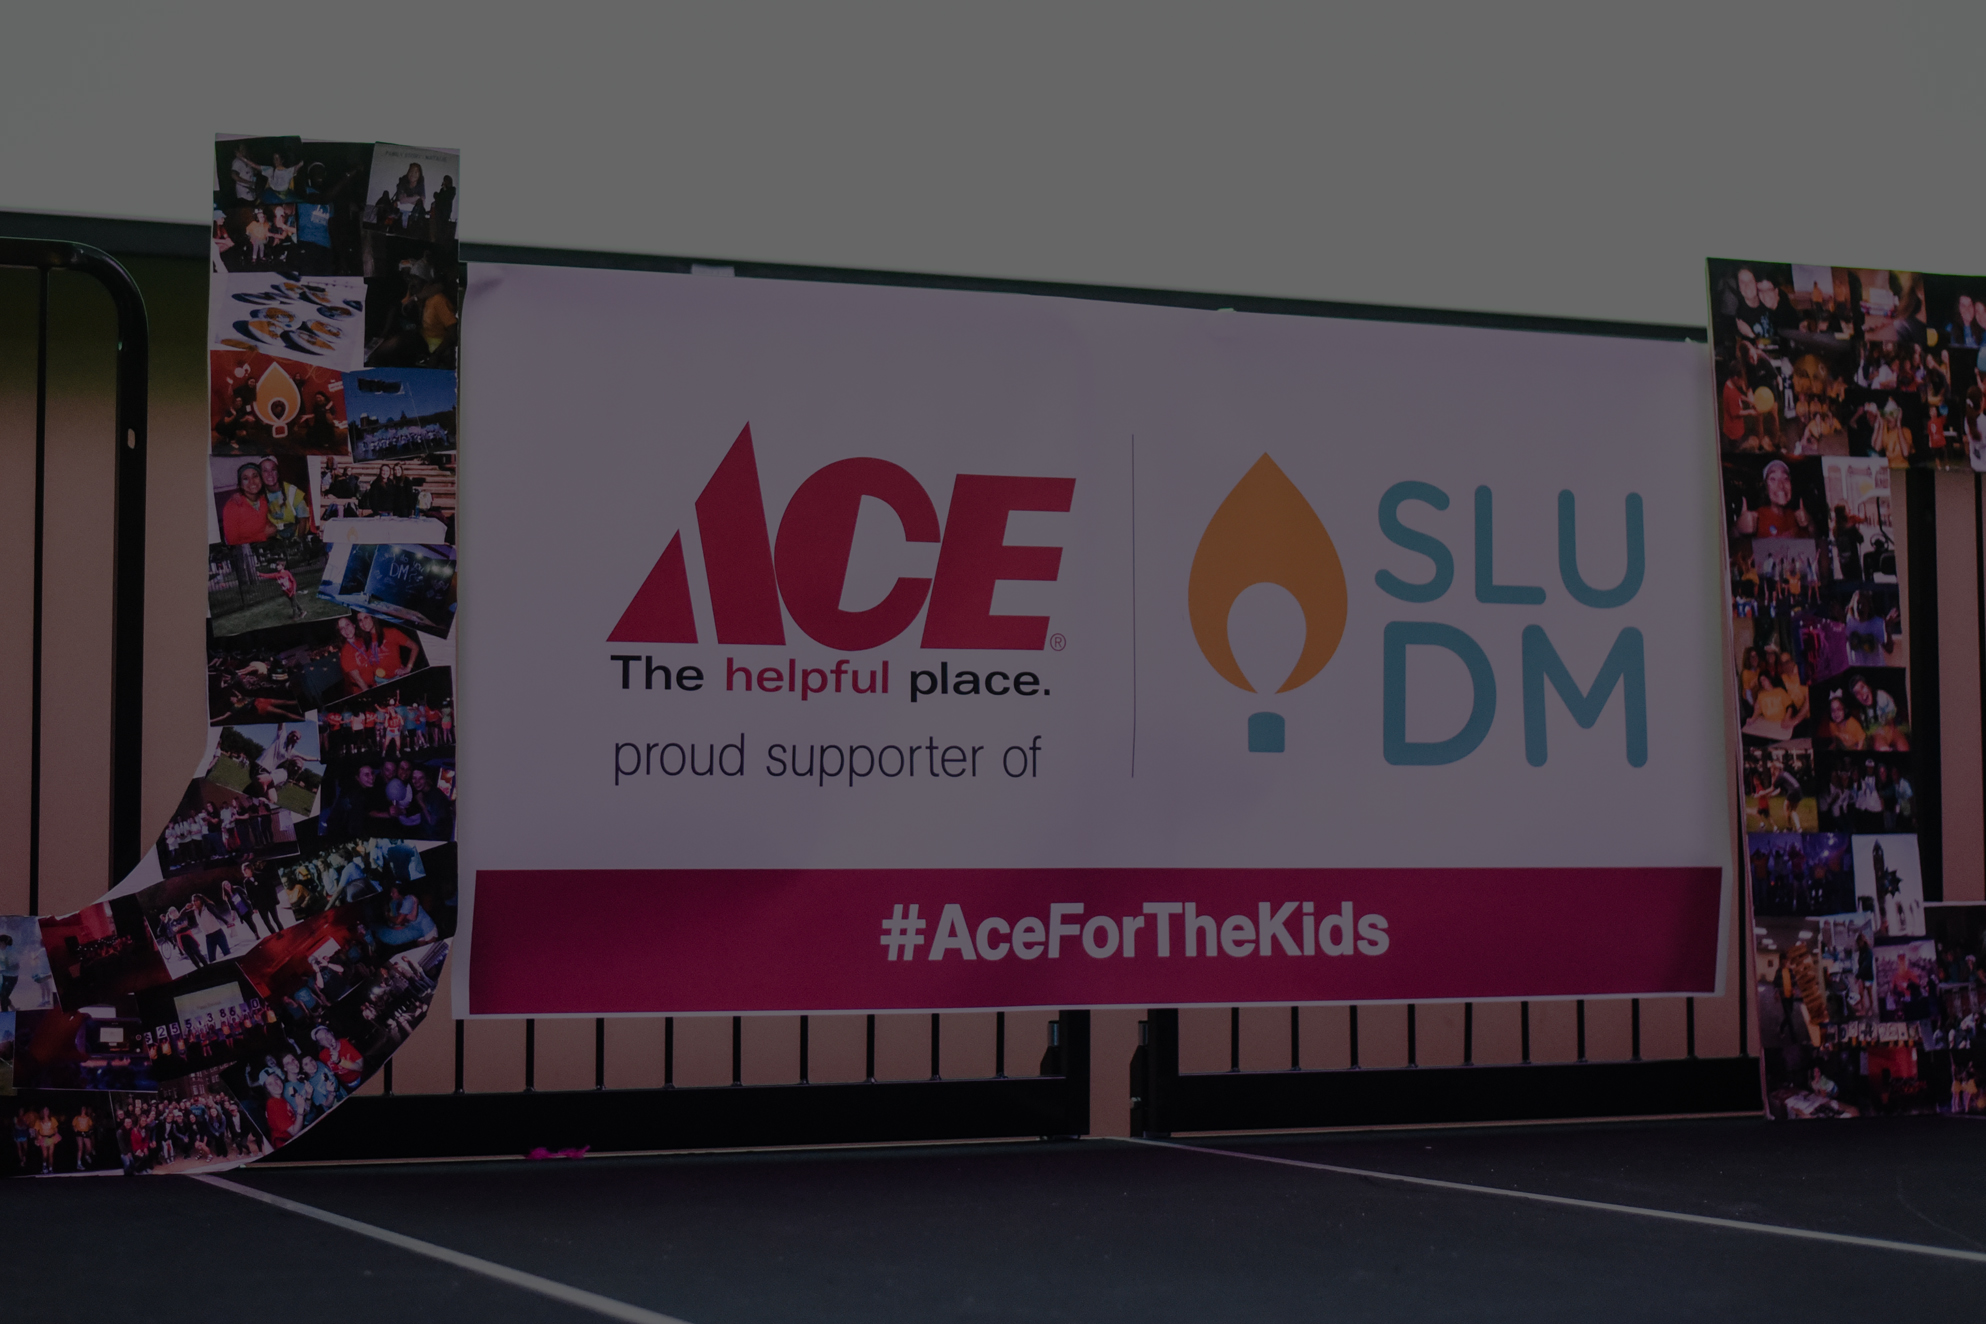 ACE®
The helpful place.
proud supporter of
SLU
DM
#AceForTheKids